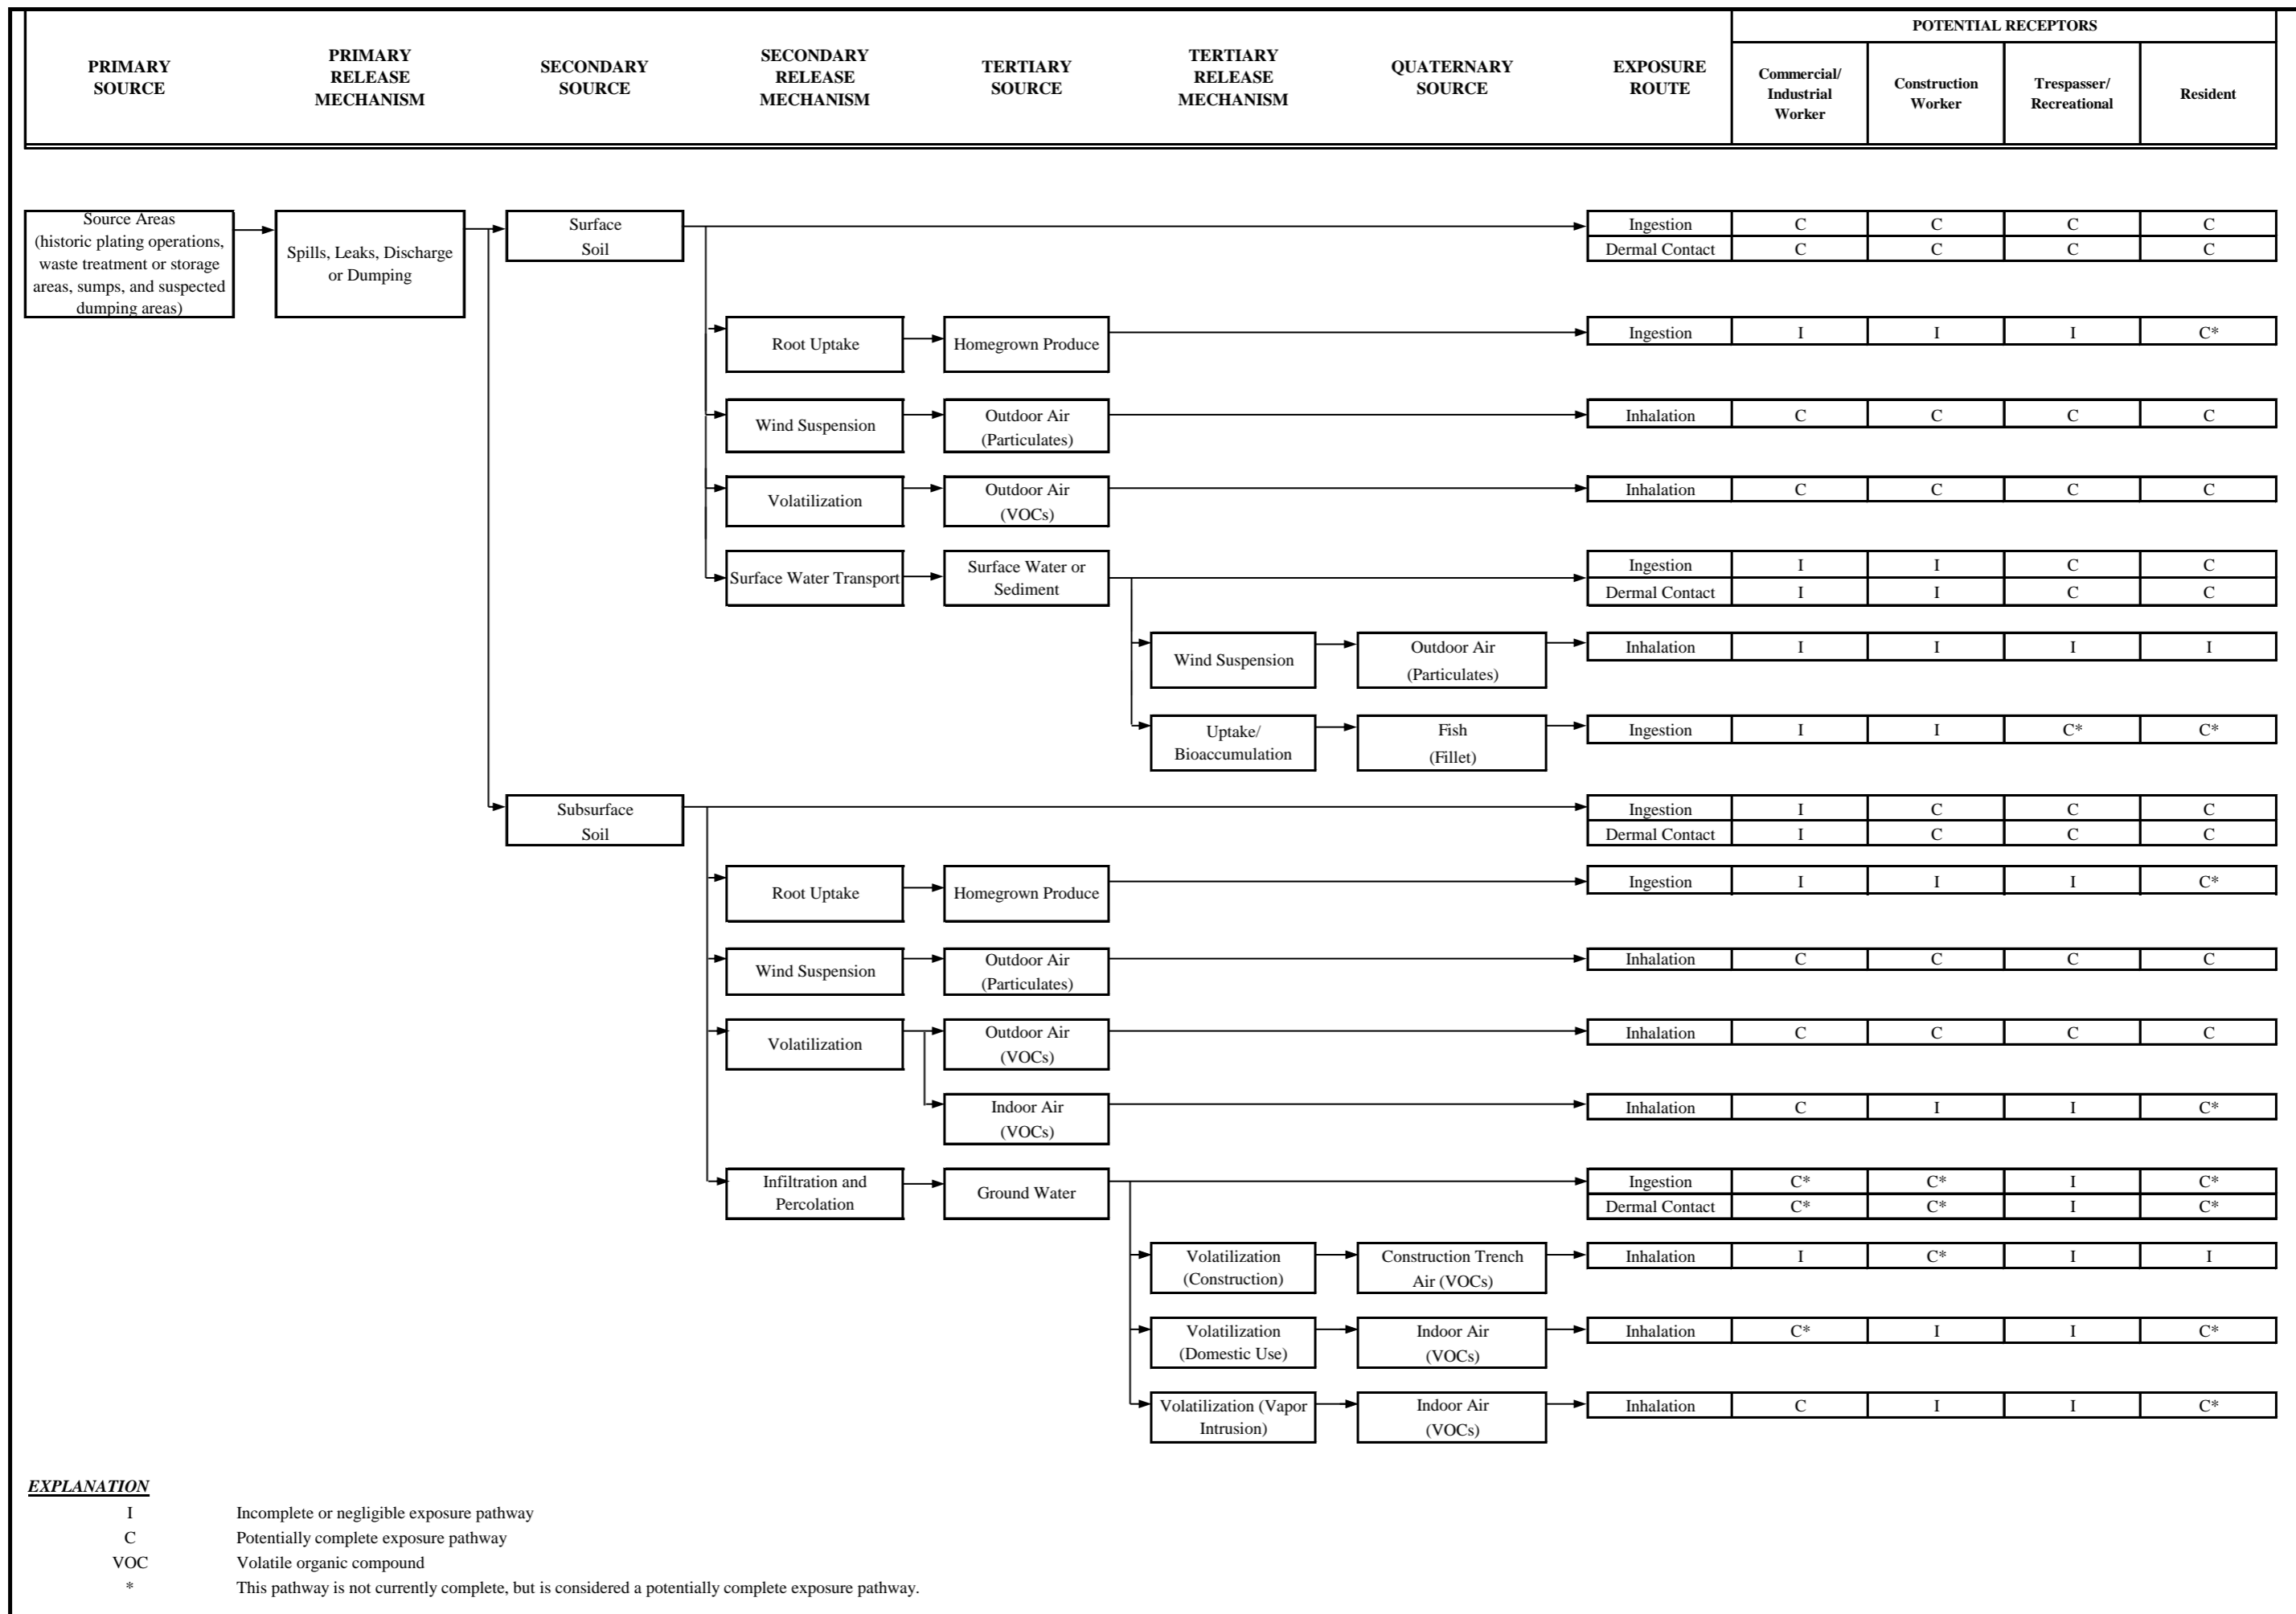 POTENTIAL RECEPTORS
PRIMARY
SOURCE
PRIMARY
RELEASE
MECHANISM
SECONDARY
SOURCE
SECONDARY
RELEASE
MECHANISM
TERTIARY
SOURCE
TERTIARY
RELEASE
MECHANISM
QUATERNARY
SOURCE
EXPOSURE
ROUTE
Commercial/
Industrial
Worker
Construction
Worker
Trespasser/
Recreational
Resident
Source Areas
(historic plating operations,
waste treatment or storage
areas, sumps, and suspected
dumping areas)
Spills, Leaks, Discharge
or Dumping
Surface
Soil
Ingestion C C C C
Dermal Contact C C C C
Root Uptake
Homegrown Produce
Ingestion I I I C*
Wind Suspension
Outdoor Air
(Particulates)
Inhalation C C C C
Volatilization
Outdoor Air
(VOCs)
Inhalation C C C C
Surface Water Transport
Surface Water or
Sediment
Ingestion I I C C
Dermal Contact I I C C
Wind Suspension
Outdoor Air
(Particulates)
Inhalation I I I I
Uptake/
Bioaccumulation
Fish
(Fillet)
Ingestion I I C* C*
Subsurface
Soil
Ingestion I C C C
Dermal Contact I C C C
Root Uptake
Homegrown Produce
Ingestion I I I C*
Wind Suspension
Outdoor Air
(Particulates)
Inhalation C C C C
Volatilization
Outdoor Air
(VOCs)
Inhalation C C C C
Indoor Air
(VOCs)
Inhalation C I I C*
Infiltration and
Percolation
Ground Water
Ingestion C* C* I C*
Dermal Contact C* C* I C*
Volatilization
(Construction)
Construction Trench
Air (VOCs)
Inhalation I C* I I
Volatilization
(Domestic Use)
Indoor Air
(VOCs)
Inhalation C* I I C*
Volatilization (Vapor
Intrusion)
Indoor Air
(VOCs)
Inhalation C I I C*
EXPLANATION
I Incomplete or negligible exposure pathway
C Potentially complete exposure pathway
VOC Volatile organic compound
* This pathway is not currently complete, but is considered a potentially complete exposure pathway.